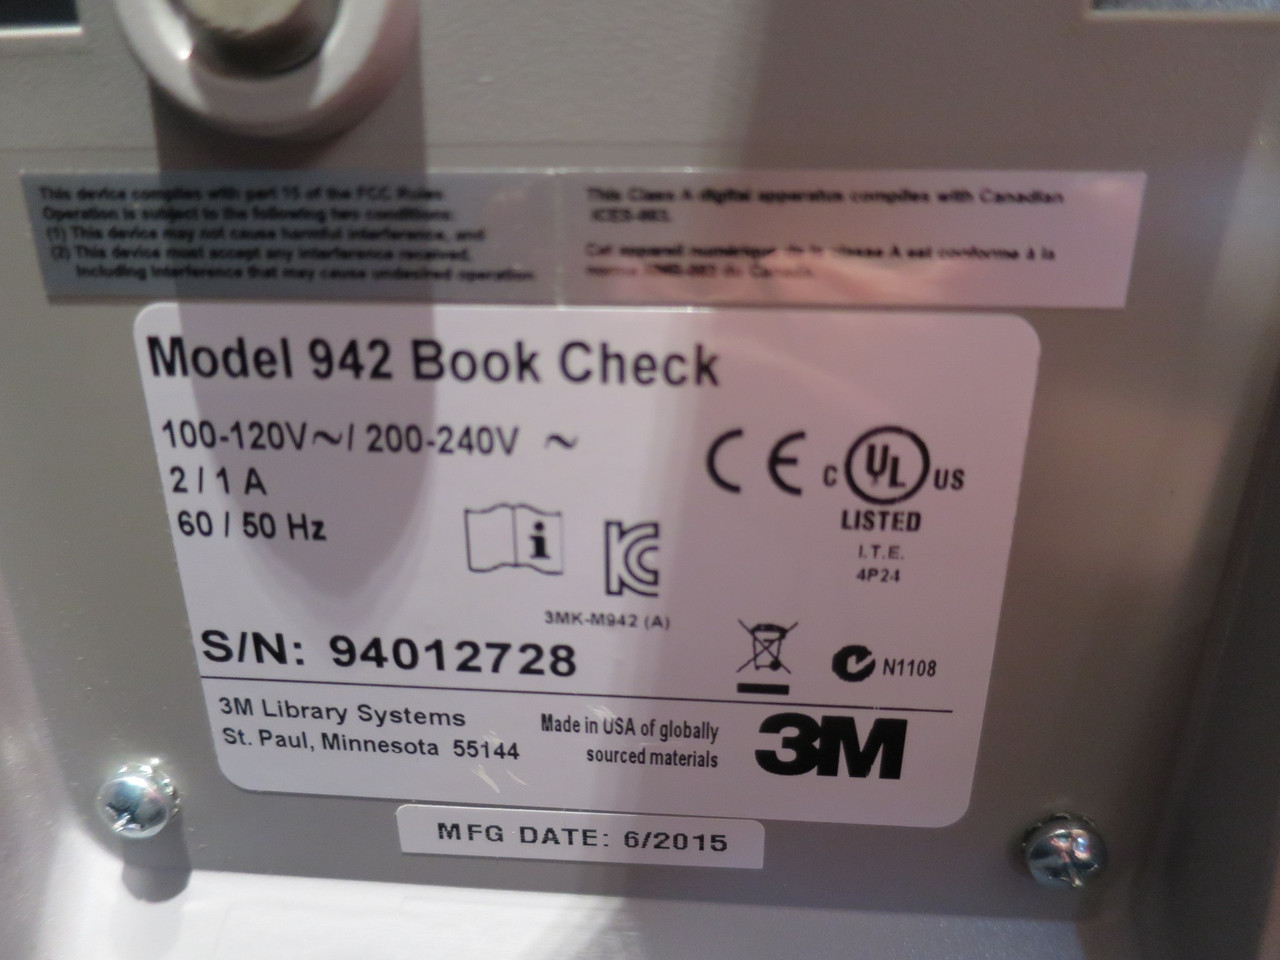 This device complies with part 15 of the FCC Rules
Operation is subject to the following two conditions:
(1) This device may not cause harmful interference, and
(2) This device must accept any interference received,
including interference that may cause undesired operation.
This Class A digital apparatus complies with Canadian
ICES-003.
Cet appareil numérique de la classe A est conforme à la
norme NMB-003 du Canada.
Model 942 Book Check
100-120V~/ 200-240V ~
2 / 1 A
60 / 50 Hz
i
CE
C UL US
LISTED
I.T.E.
4P24
KC
3MK-M942 (A)
S/N: 94012728
N1108
3M Library Systems
St. Paul, Minnesota 55144
Made in USA of globally
sourced materials
3M
MFG DATE: 6/2015